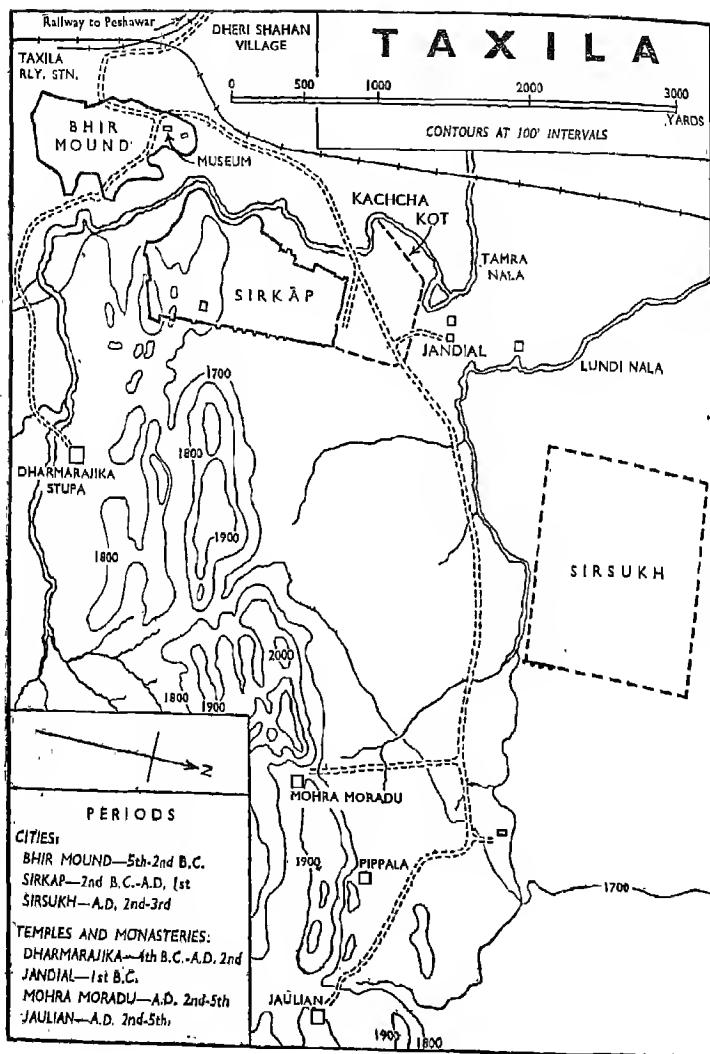 Railway to Peshawar
DHERI SHAHAN
VILLAGE
TAXILA
RLY. STN.
TAXILA
0 1000 2000 3000
YARDS
CONTOURS AT 100' INTERVALS
BHIR
MOUND
MUSEUM
KACHCHA
KOT
TAMRA
NALA
SIRKĀP
JANDIAL
LUNDI NALA
1700
1800
DHARMARAJIKA
STUPA
1900
1800
SIRSUKH
2000
1800
1900
N
MOHRA MORADU
PIPPALA
1900
1700
JAULIAN
1900
1800
PERIODS
CITIES:
BHIR MOUND—5th-2nd B.C.
SIRKAP—2nd B.C.-A.D. 1st
SIRSUKH—A.D. 2nd-3rd
TEMPLES AND MONASTERIES:
DHARMARAJIKA—4th B.C.-A.D. 2nd
JANDIAL—1st B.C.
MOHRA MORADU—A.D. 2nd-5th
JAULIAN—A.D. 2nd-5th.